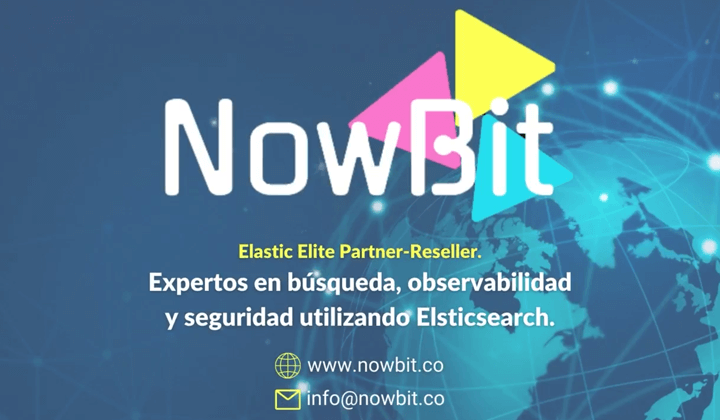 NowBit
Elastic Elite Partner-Reseller.
Expertos en búsqueda, observabilidad
y seguridad utilizando Elsticsearch.
www.nowbit.co
info@nowbit.co